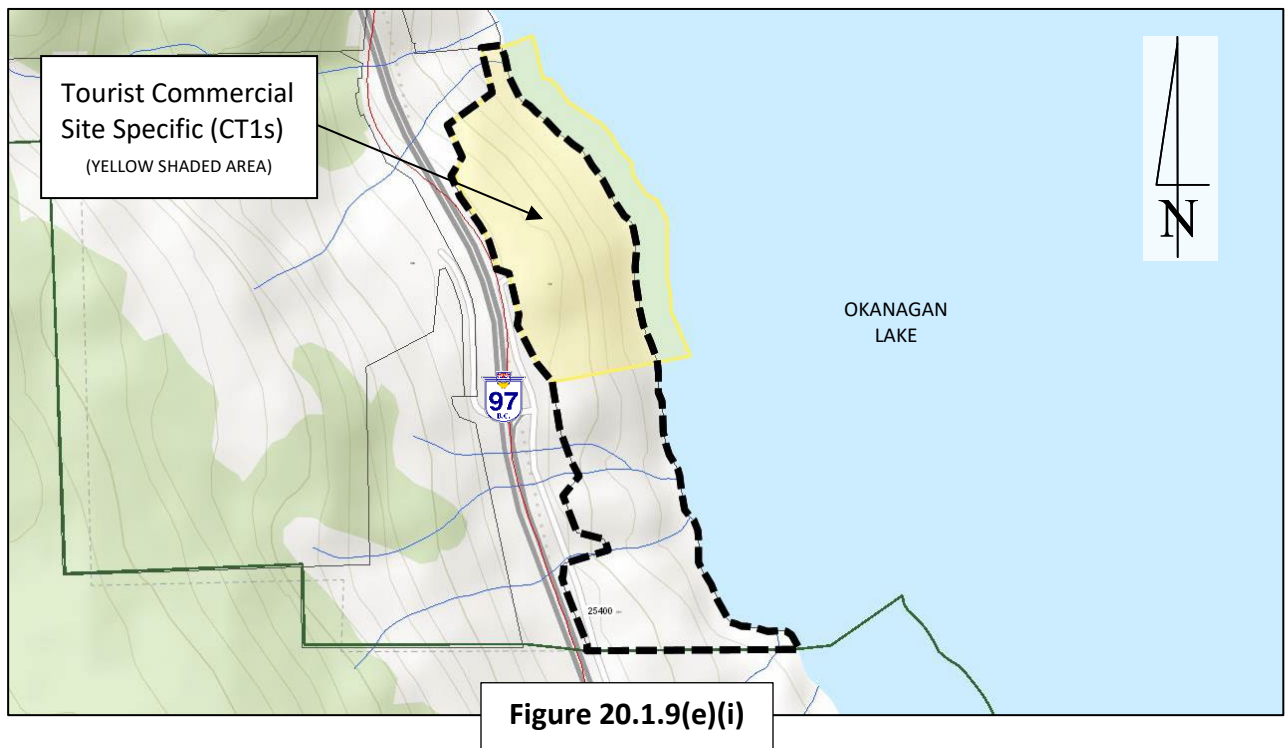 Tourist Commercial
Site Specific (CT1s)
(YELLOW SHADED AREA)
N
OKANAGAN
LAKE
97
B.C.
25400
Figure 20.1.9(e)(i)